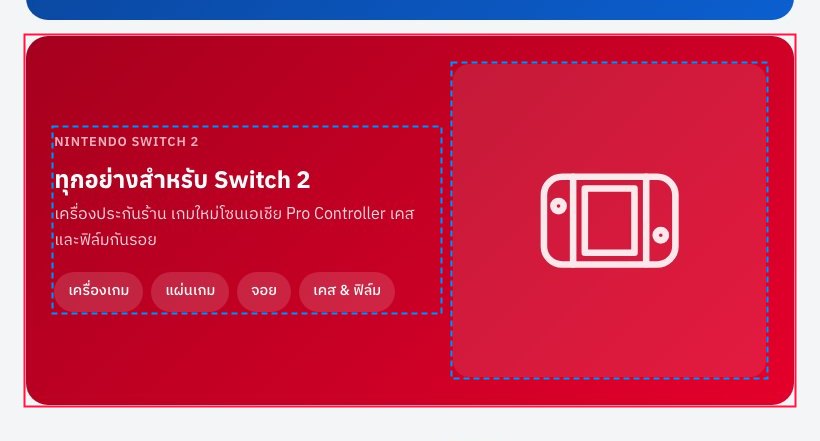 NINTENDO SWITCH 2
ทุกอย่างสำหรับ Switch 2
เครื่องประกันร้าน เกมใหม่โซนเอเชีย Pro Controller เคส
และฟิล์มกันรอย
เครื่องเกม
แผ่นเกม
จอย
เคส & ฟิล์ม